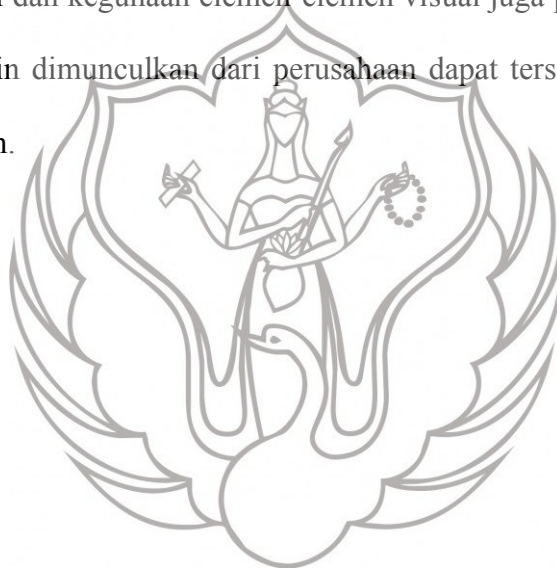 dan kegunaan elemen elemen visual juga
in dimunculkan dari perusahaan dapat ters
n.